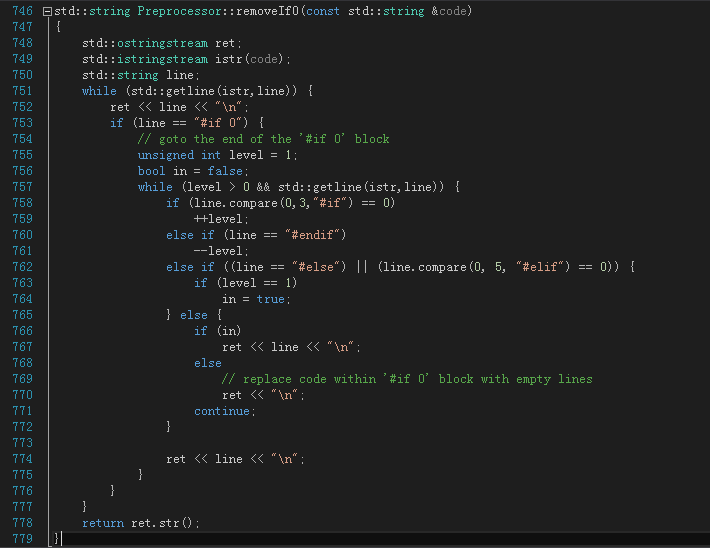 746 std::string Preprocessor::removeIf0(const std::string &code)
747 {
748     std::ostringstream ret;
749     std::istringstream istr(code);
750     std::string line;
751     while (std::getline(istr,line)) {
752         ret << line << "\n";
753         if (line == "#if 0") {
754             // goto the end of the '#if 0' block
755             unsigned int level = 1;
756             bool in = false;
757             while (level > 0 && std::getline(istr,line)) {
758                 if (line.compare(0,3,"#if") == 0)
759                     ++level;
760                 else if (line == "#endif")
761                     --level;
762                 else if ((line == "#else") || (line.compare(0, 5, "#elif") == 0)) {
763                     if (level == 1)
764                         in = true;
765                 } else {
766                     if (in)
767                         ret << line << "\n";
768                     else
769                         // replace code within '#if 0' block with empty lines
770                         ret << "\n";
771                     continue;
772                 }
773
774                 ret << line << "\n";
775             }
776         }
777     }
778     return ret.str();
779 }